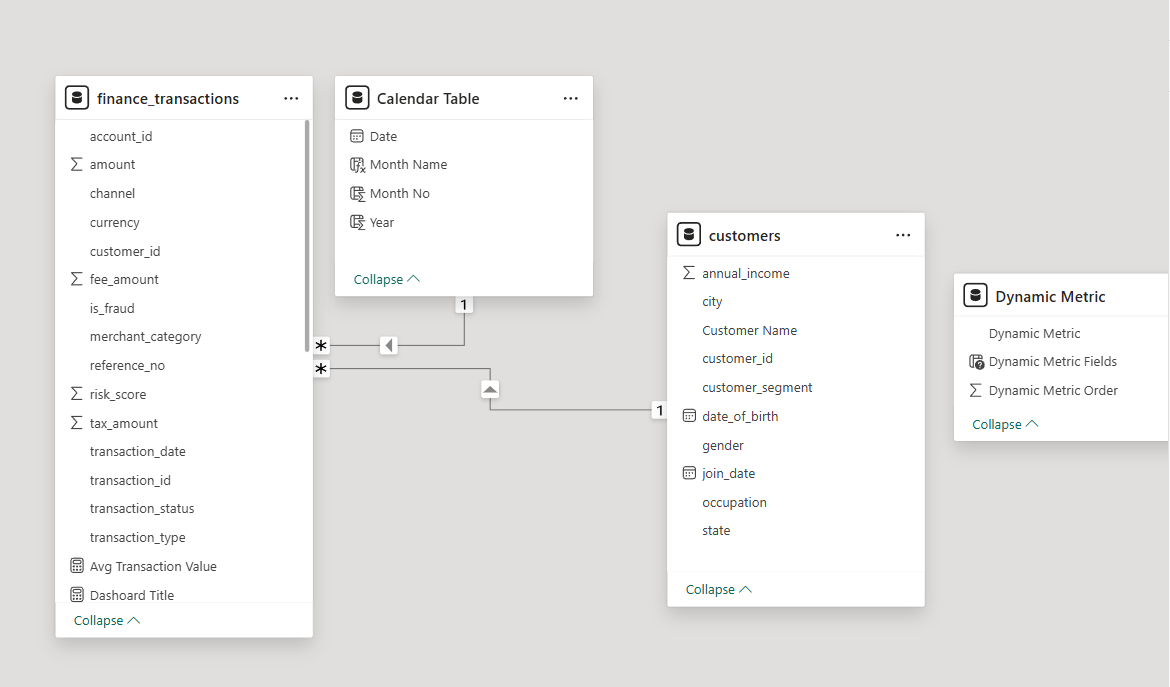 finance_transactions
account_id
amount
channel
currency
customer_id
fee_amount
is_fraud
merchant_category
reference_no
risk_score
tax_amount
transaction_date
transaction_id
transaction_status
transaction_type
Avg Transaction Value
Dashoard Title
Collapse
Calendar Table
Date
Month Name
Month No
Year
Collapse
1
*
*
1
customers
annual_income
city
Customer Name
customer_id
customer_segment
date_of_birth
gender
join_date
occupation
state
Collapse
Dynamic Metric
Dynamic Metric
Dynamic Metric Fields
Dynamic Metric Order
Collapse